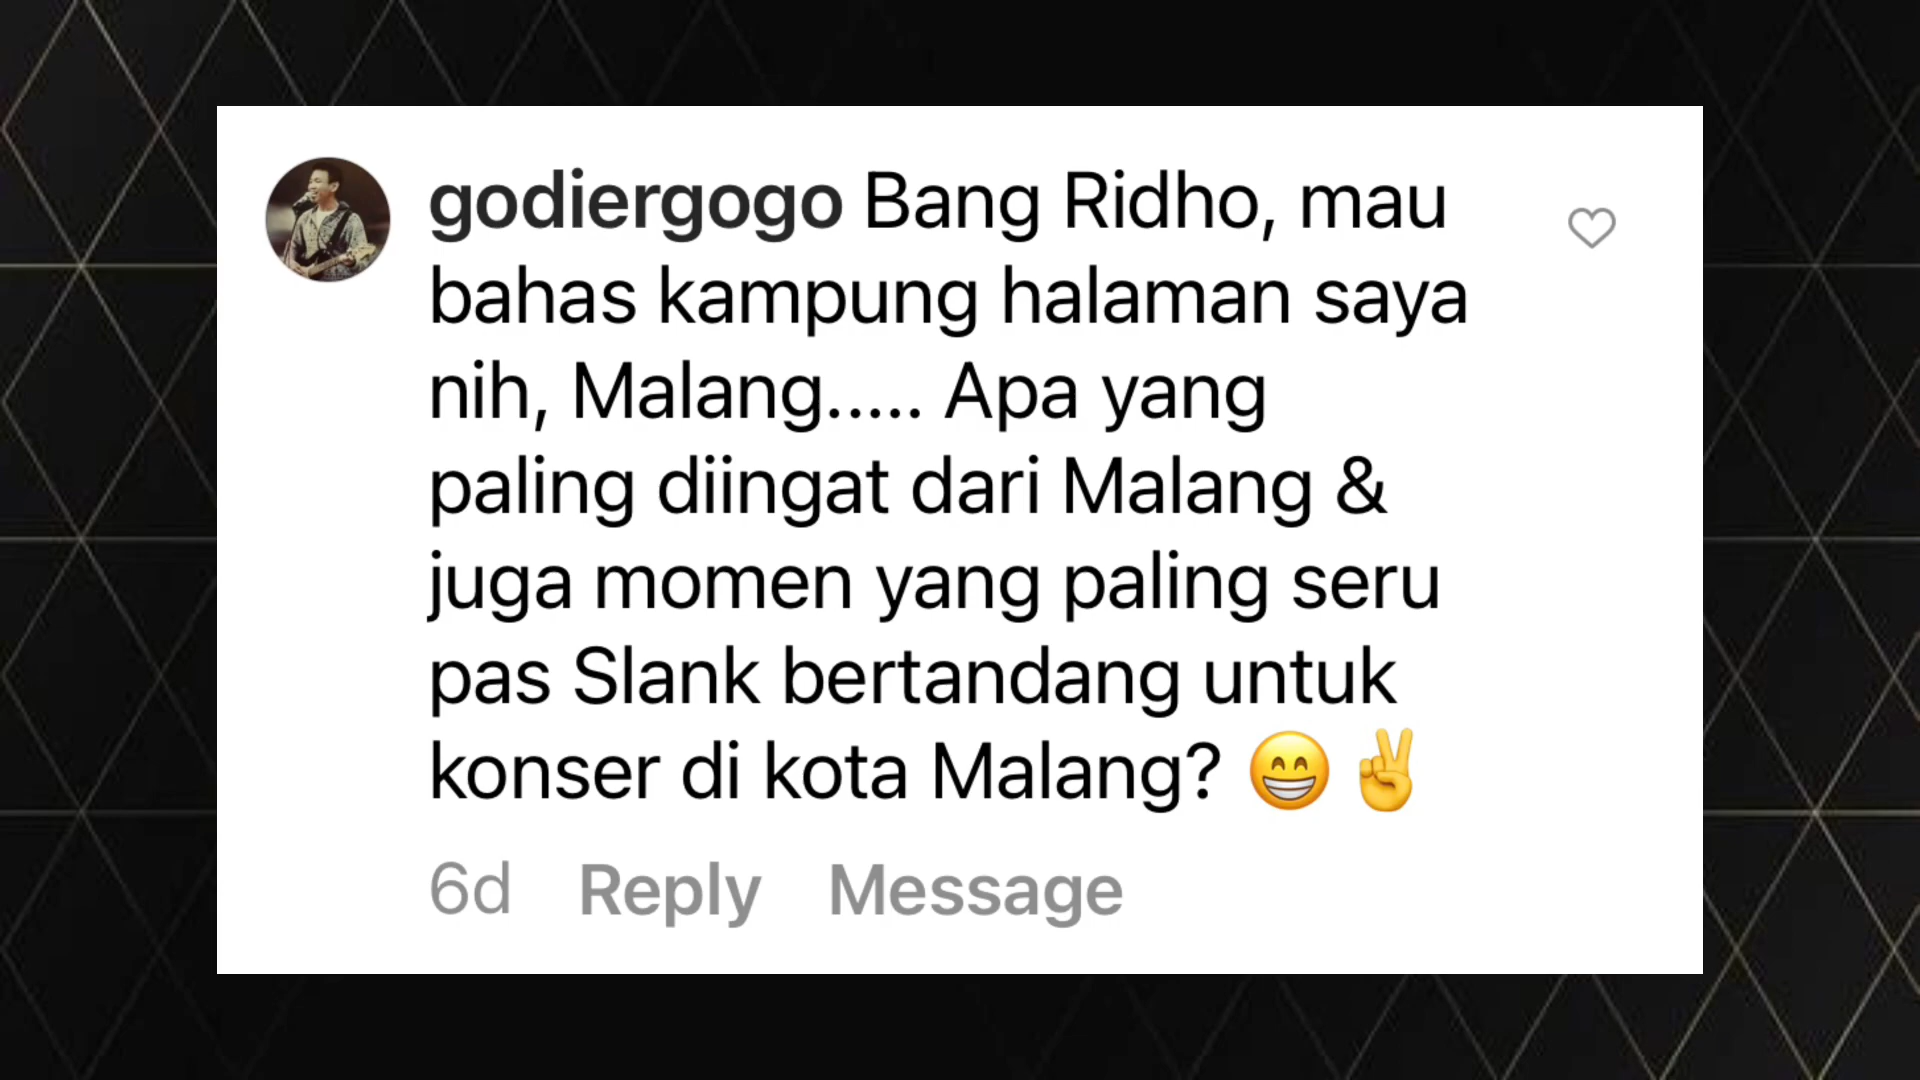 godiergogo Bang Ridho, mau
bahas kampung halaman saya
nih, Malang..... Apa yang
paling diingat dari Malang &
juga momen yang paling seru
pas Slank bertandang untuk
konser di kota Malang? 😁✌️
6d Reply Message